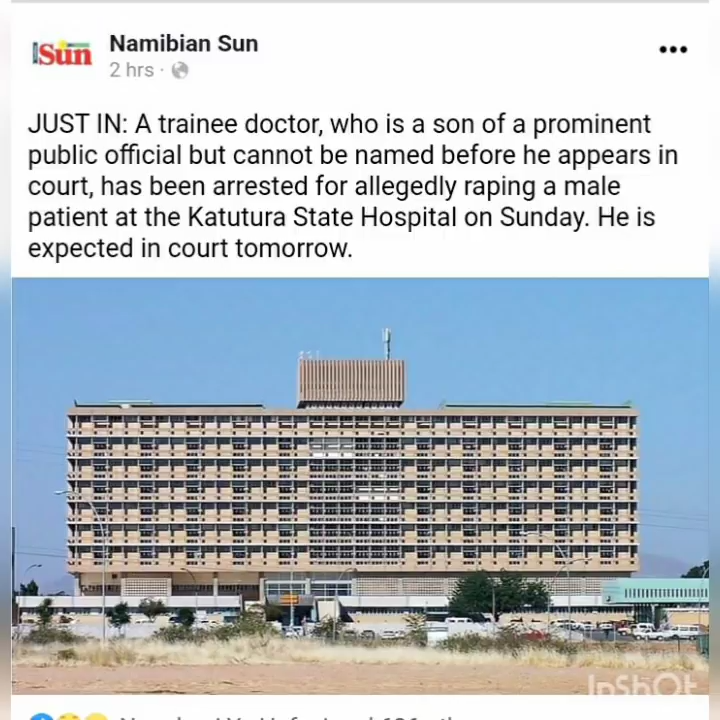 Sun
Namibian Sun
2 hrs ·
JUST IN: A trainee doctor, who is a son of a prominent
public official but cannot be named before he appears in
court, has been arrested for allegedly raping a male
patient at the Katutura State Hospital on Sunday. He is
expected in court tomorrow.
InShOt